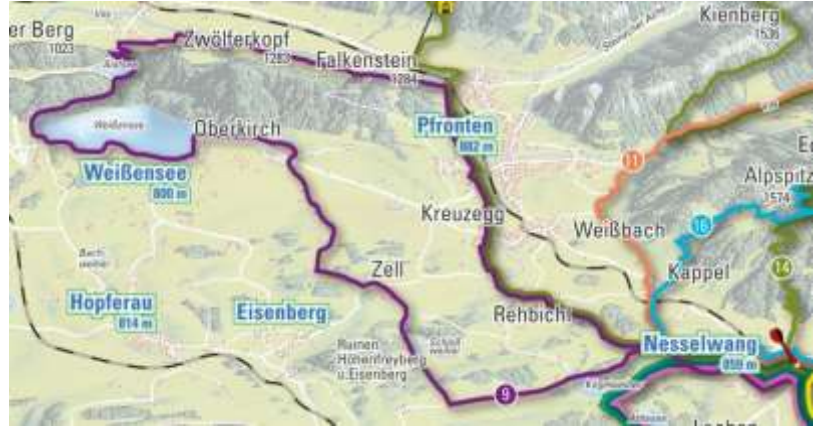 er Berg
1023
Zwölferkopf
1283
Falkenstein
1284
Kienberg
1536
Weißensee
Oberkirch
Pfronten
882 m
11
Weißensee
800 m
Alpspitz
1574
Kreuzegg
Weißbach
16
Zell
Kappel
14
Hopferau
814 m
Eisenberg
Rehbichl
Ruinen
Hohenfreyberg
u.Eisenberg
Nesselwang
859 m
9